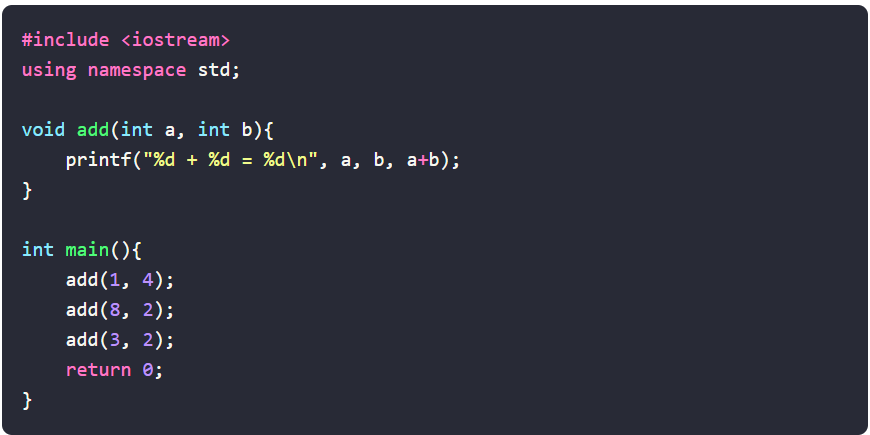 #include <iostream>
using namespace std;

void add(int a, int b){
    printf("%d + %d = %d\n", a, b, a+b);
}

int main(){
    add(1, 4);
    add(8, 2);
    add(3, 2);
    return 0;
}